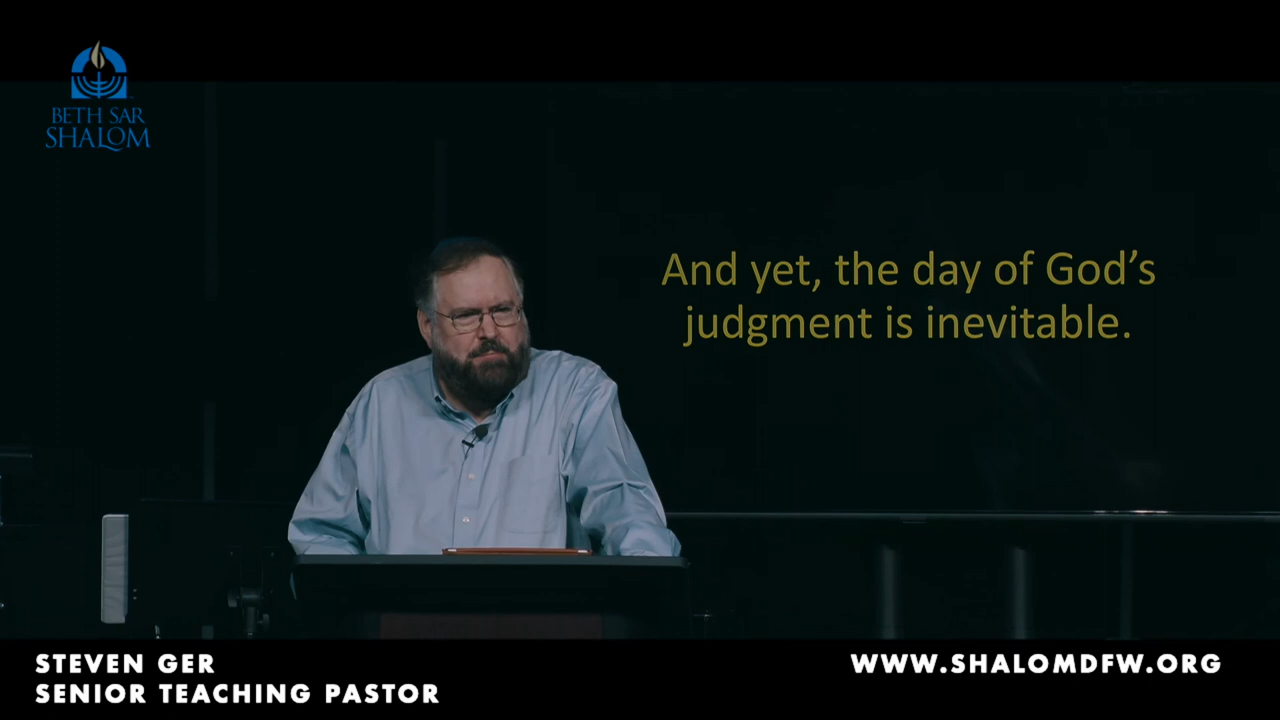 BETH SAR
SHALOM
And yet, the day of God’s
judgment is inevitable.
STEVEN GER
SENIOR TEACHING PASTOR
WWW.SHALOMDFW.ORG